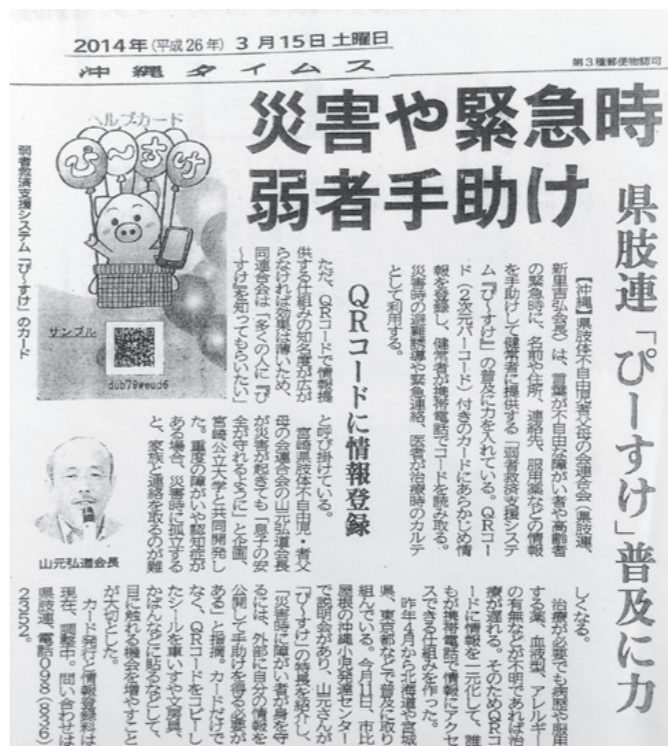 2014年(平成26年) 3月15日 土曜日
沖縄タイムス
第3種郵便物認可
災害や緊急時
弱者手助け
県肢連「ぴーすけ」普及に力
QRコードに情報登録
ヘルプカード
ぴ〜すけ
サンプル
dub79weud6
弱者救済支援システム「ぴーすけ」のカード
【沖縄】県肢体不自由児者父母の会連合会(県肢連、
新里吉弘会長)は、言葉が不自由な障がい者や高齢者
の緊急時に、名前や住所、連絡先、服用薬などの情報
を手助けして健常者に提供する「弱者救済支援システ
ム『ぴーすけ』」の普及に力を入れている。QRコー
ド(2次元バーコード)付きのカードにあらかじめ情
報を登録し、健常者が携帯電話でコードを読み取る。
災害時の避難誘導や緊急連絡、医者が治療時のカルテ
として利用する。
ただ、QRコードで情報提
供する仕組みの知名度が広が
らなければ効果は薄いため、
同連合会は「多くの人に『ぴ
ーすけ』を知ってもらいたい」
と呼び掛けている。
宮崎県肢体不自由児・者父
母の会連合会の山元弘道会長
が災害が起きても「息子の安
全が守れるように」と企画、
宮崎公立大学と共同開発し
た。重度の障がいや認知症が
ある場合、災害時に孤立する
と、家族と連絡を取るのが難
しくなる。
山元弘道会長
治療が必要でも病歴や服用
する薬、血液型、アレルギー
の有無などが不明であれば治
療が遅れる。そのためQRコ
ードに情報を一元化して、誰
もが携帯電話で情報にアクセ
スできる仕組みを作った。
昨年4月から北海道や宮城
県、東京都などで普及に取り
組んでいる。今月11日、市比
屋根の沖縄小児発達センター
で説明会があり、山元さんが
「ぴーすけ」の特長を紹介し、
「災害時に障がい者が身を守
るには、外部に自分の情報を
公開して手助けを得る必要が
ある」と指摘。カードだけで
なく、QRコードをコピーし
たシールを車いすや文房具、
かばんなどに貼るなどして、
目に触れる機会を増やすこと
が大切とした。
カード発行と情報登録料は
現在、調整中。問い合わせは
県肢連、電話098(836)
2352。